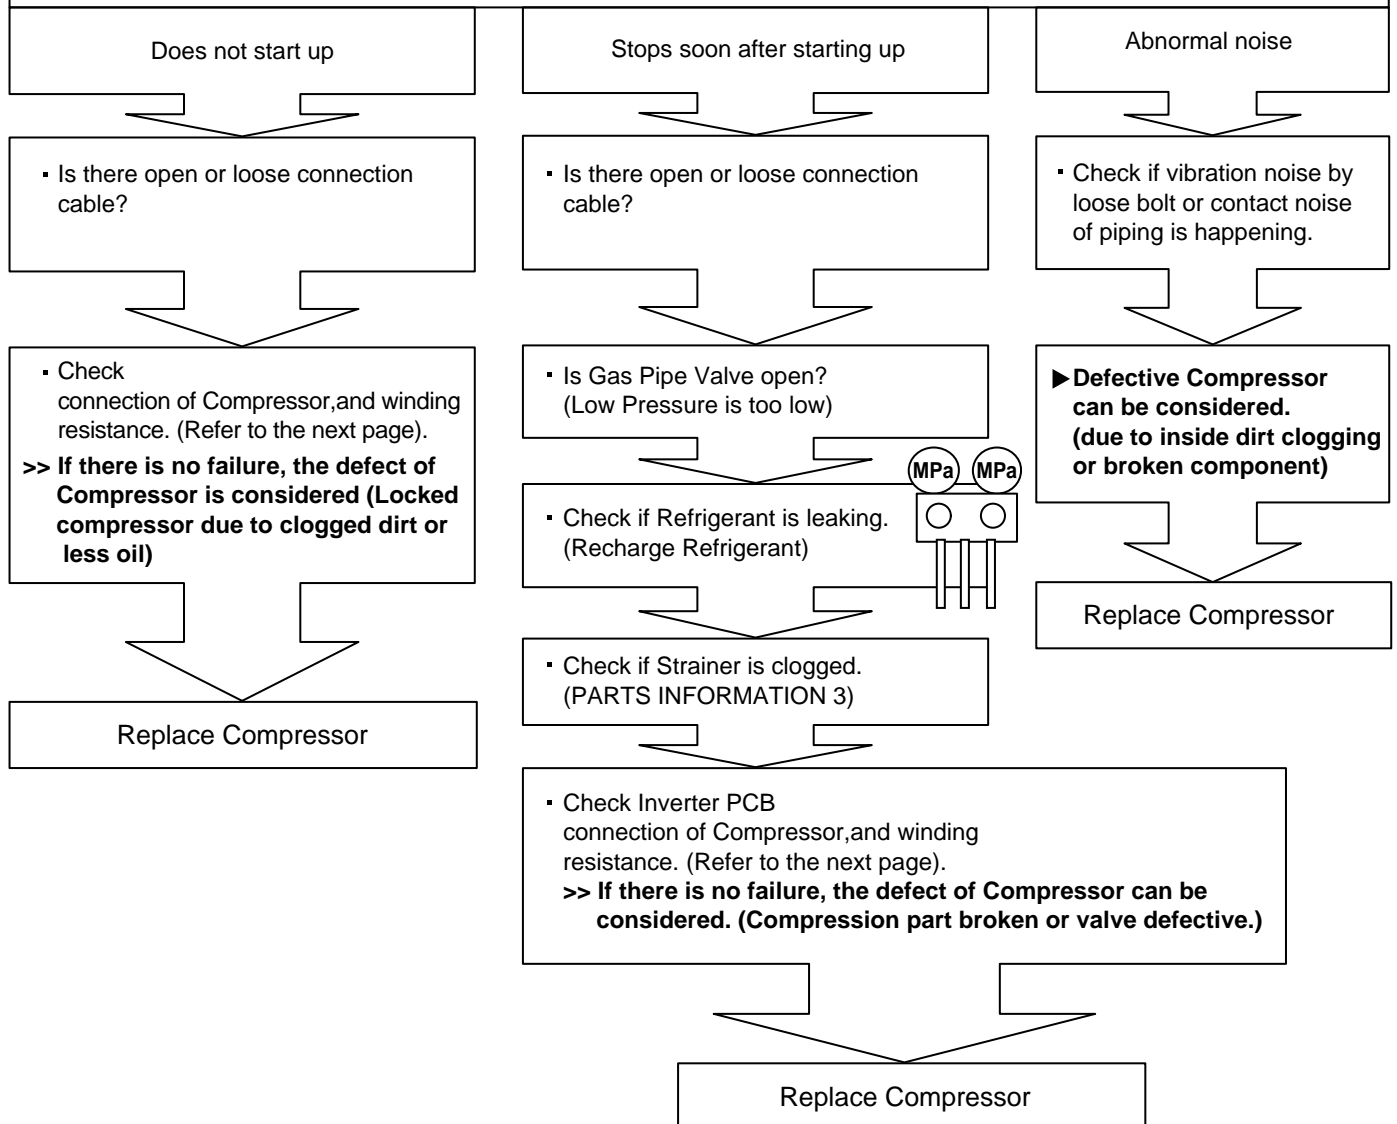 Does not start up
▪ Is there open or loose connection
cable?
▪ Check
connection of Compressor,and winding
resistance. (Refer to the next page).
>> If there is no failure, the defect of
Compressor is considered (Locked
compressor due to clogged dirt or
less oil)
Replace Compressor
Stops soon after starting up
▪ Is there open or loose connection
cable?
▪ Is Gas Pipe Valve open?
(Low Pressure is too low)
▪ Check if Refrigerant is leaking.
(Recharge Refrigerant)
MPa MPa
▪ Check if Strainer is clogged.
(PARTS INFORMATION 3)
▪ Check Inverter PCB
connection of Compressor,and winding
resistance. (Refer to the next page).
>> If there is no failure, the defect of Compressor can be
considered. (Compression part broken or valve defective.)
Replace Compressor
Abnormal noise
▪ Check if vibration noise by
loose bolt or contact noise
of piping is happening.
▶Defective Compressor
can be considered.
(due to inside dirt clogging
or broken component)
Replace Compressor